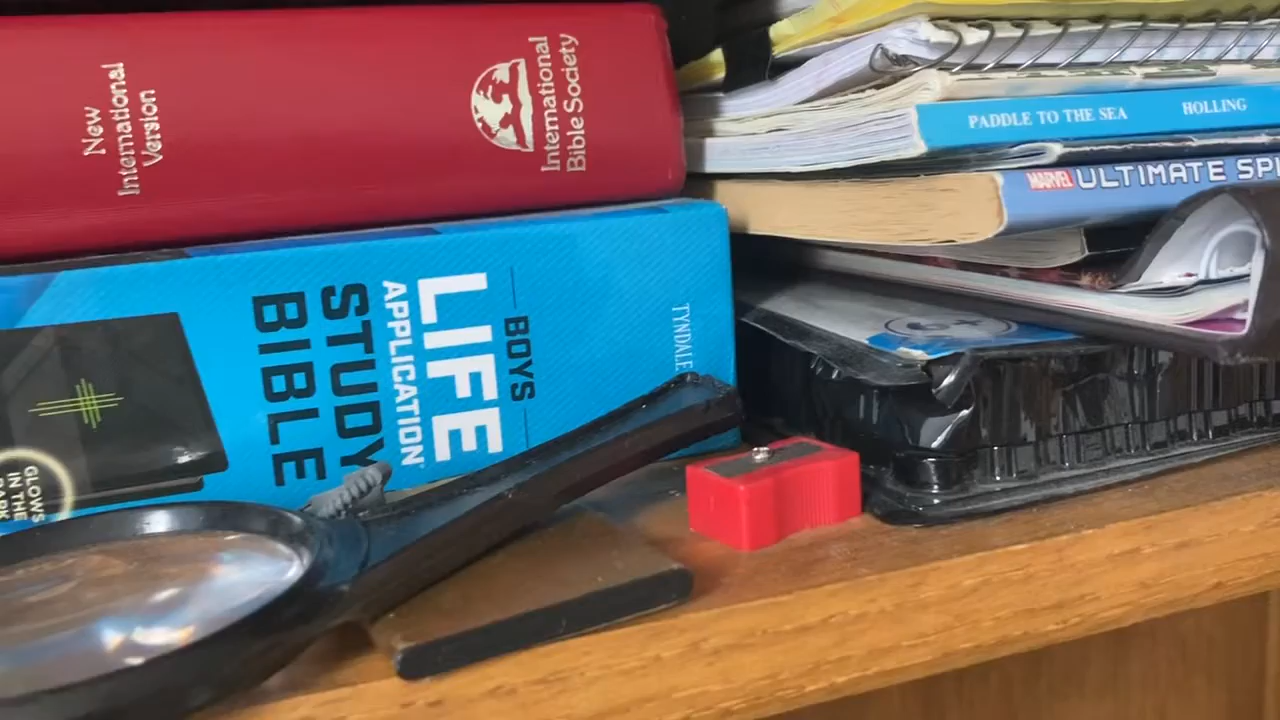 New
International
Version
International
Bible Society
PADDLE TO THE SEA HOLLING
MARVEL ULTIMATE SPI
BOYS
LIFE
APPLICATION
STUDY
BIBLE
TYNDALE
GLOWS
IN THE
DARK